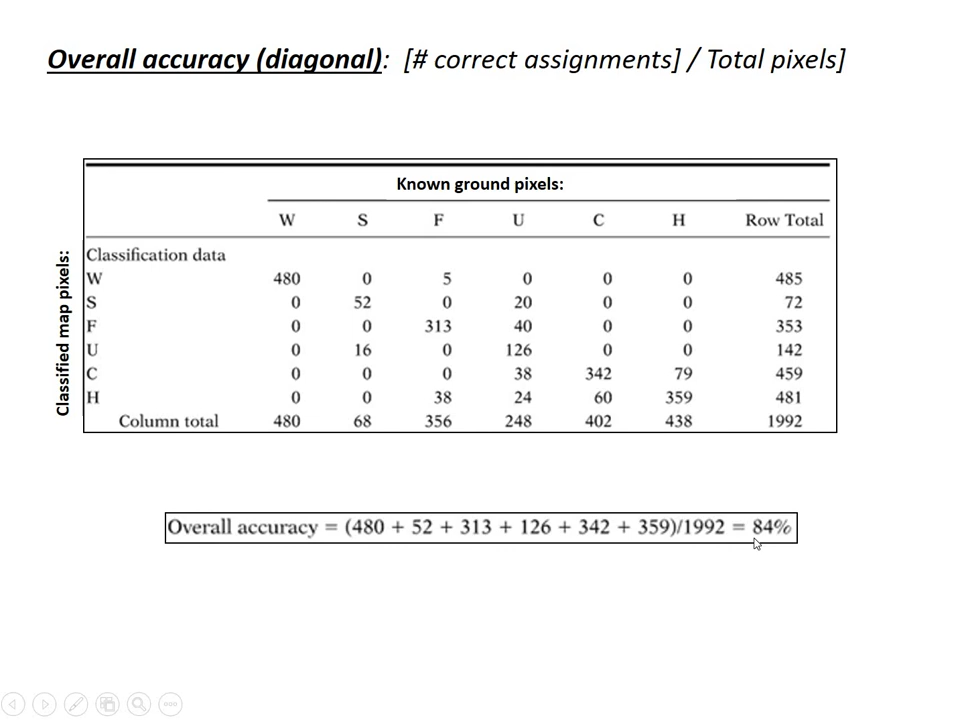 Overall accuracy (diagonal): [# correct assignments] / Total pixels]
Known ground pixels:
W S F U C H Row Total
Classified map pixels:
Classification data
W 480 0 5 0 0 0 485
S 0 52 0 20 0 0 72
F 0 0 313 40 0 0 353
U 0 16 0 126 0 0 142
C 0 0 0 38 342 79 459
H 0 0 38 24 60 359 481
Column total 480 68 356 248 402 438 1992
Overall accuracy = (480 + 52 + 313 + 126 + 342 + 359)/1992 = 84%